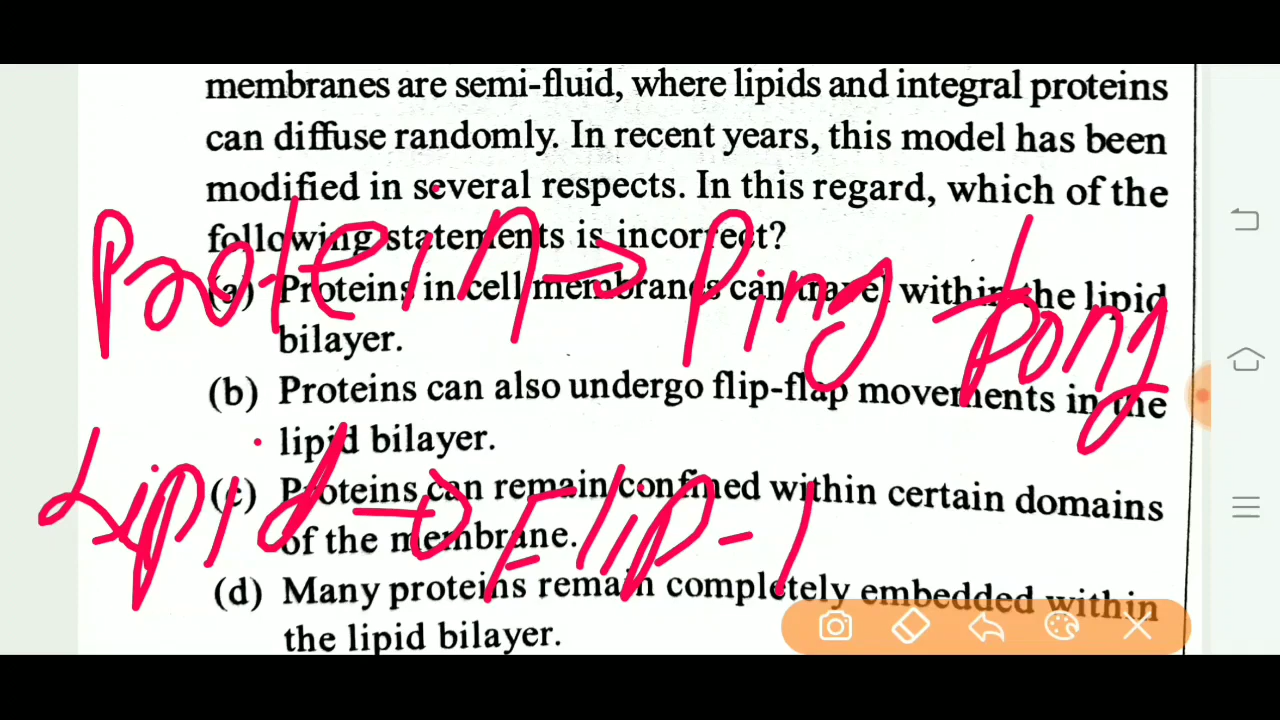 membranes are semi-fluid, where lipids and integral proteins
can diffuse randomly. In recent years, this model has been
modified in several respects. In this regard, which of the
following statements is incorrect?
Protein → Ping pong
(a) Proteins in cell membranes can travel within the lipid
bilayer.
(b) Proteins can also undergo flip-flap movements in the
lipid bilayer.
Lipid → Flip-
(c) Proteins can remain confined within certain domains
of the membrane.
(d) Many proteins remain completely embedded within
the lipid bilayer.